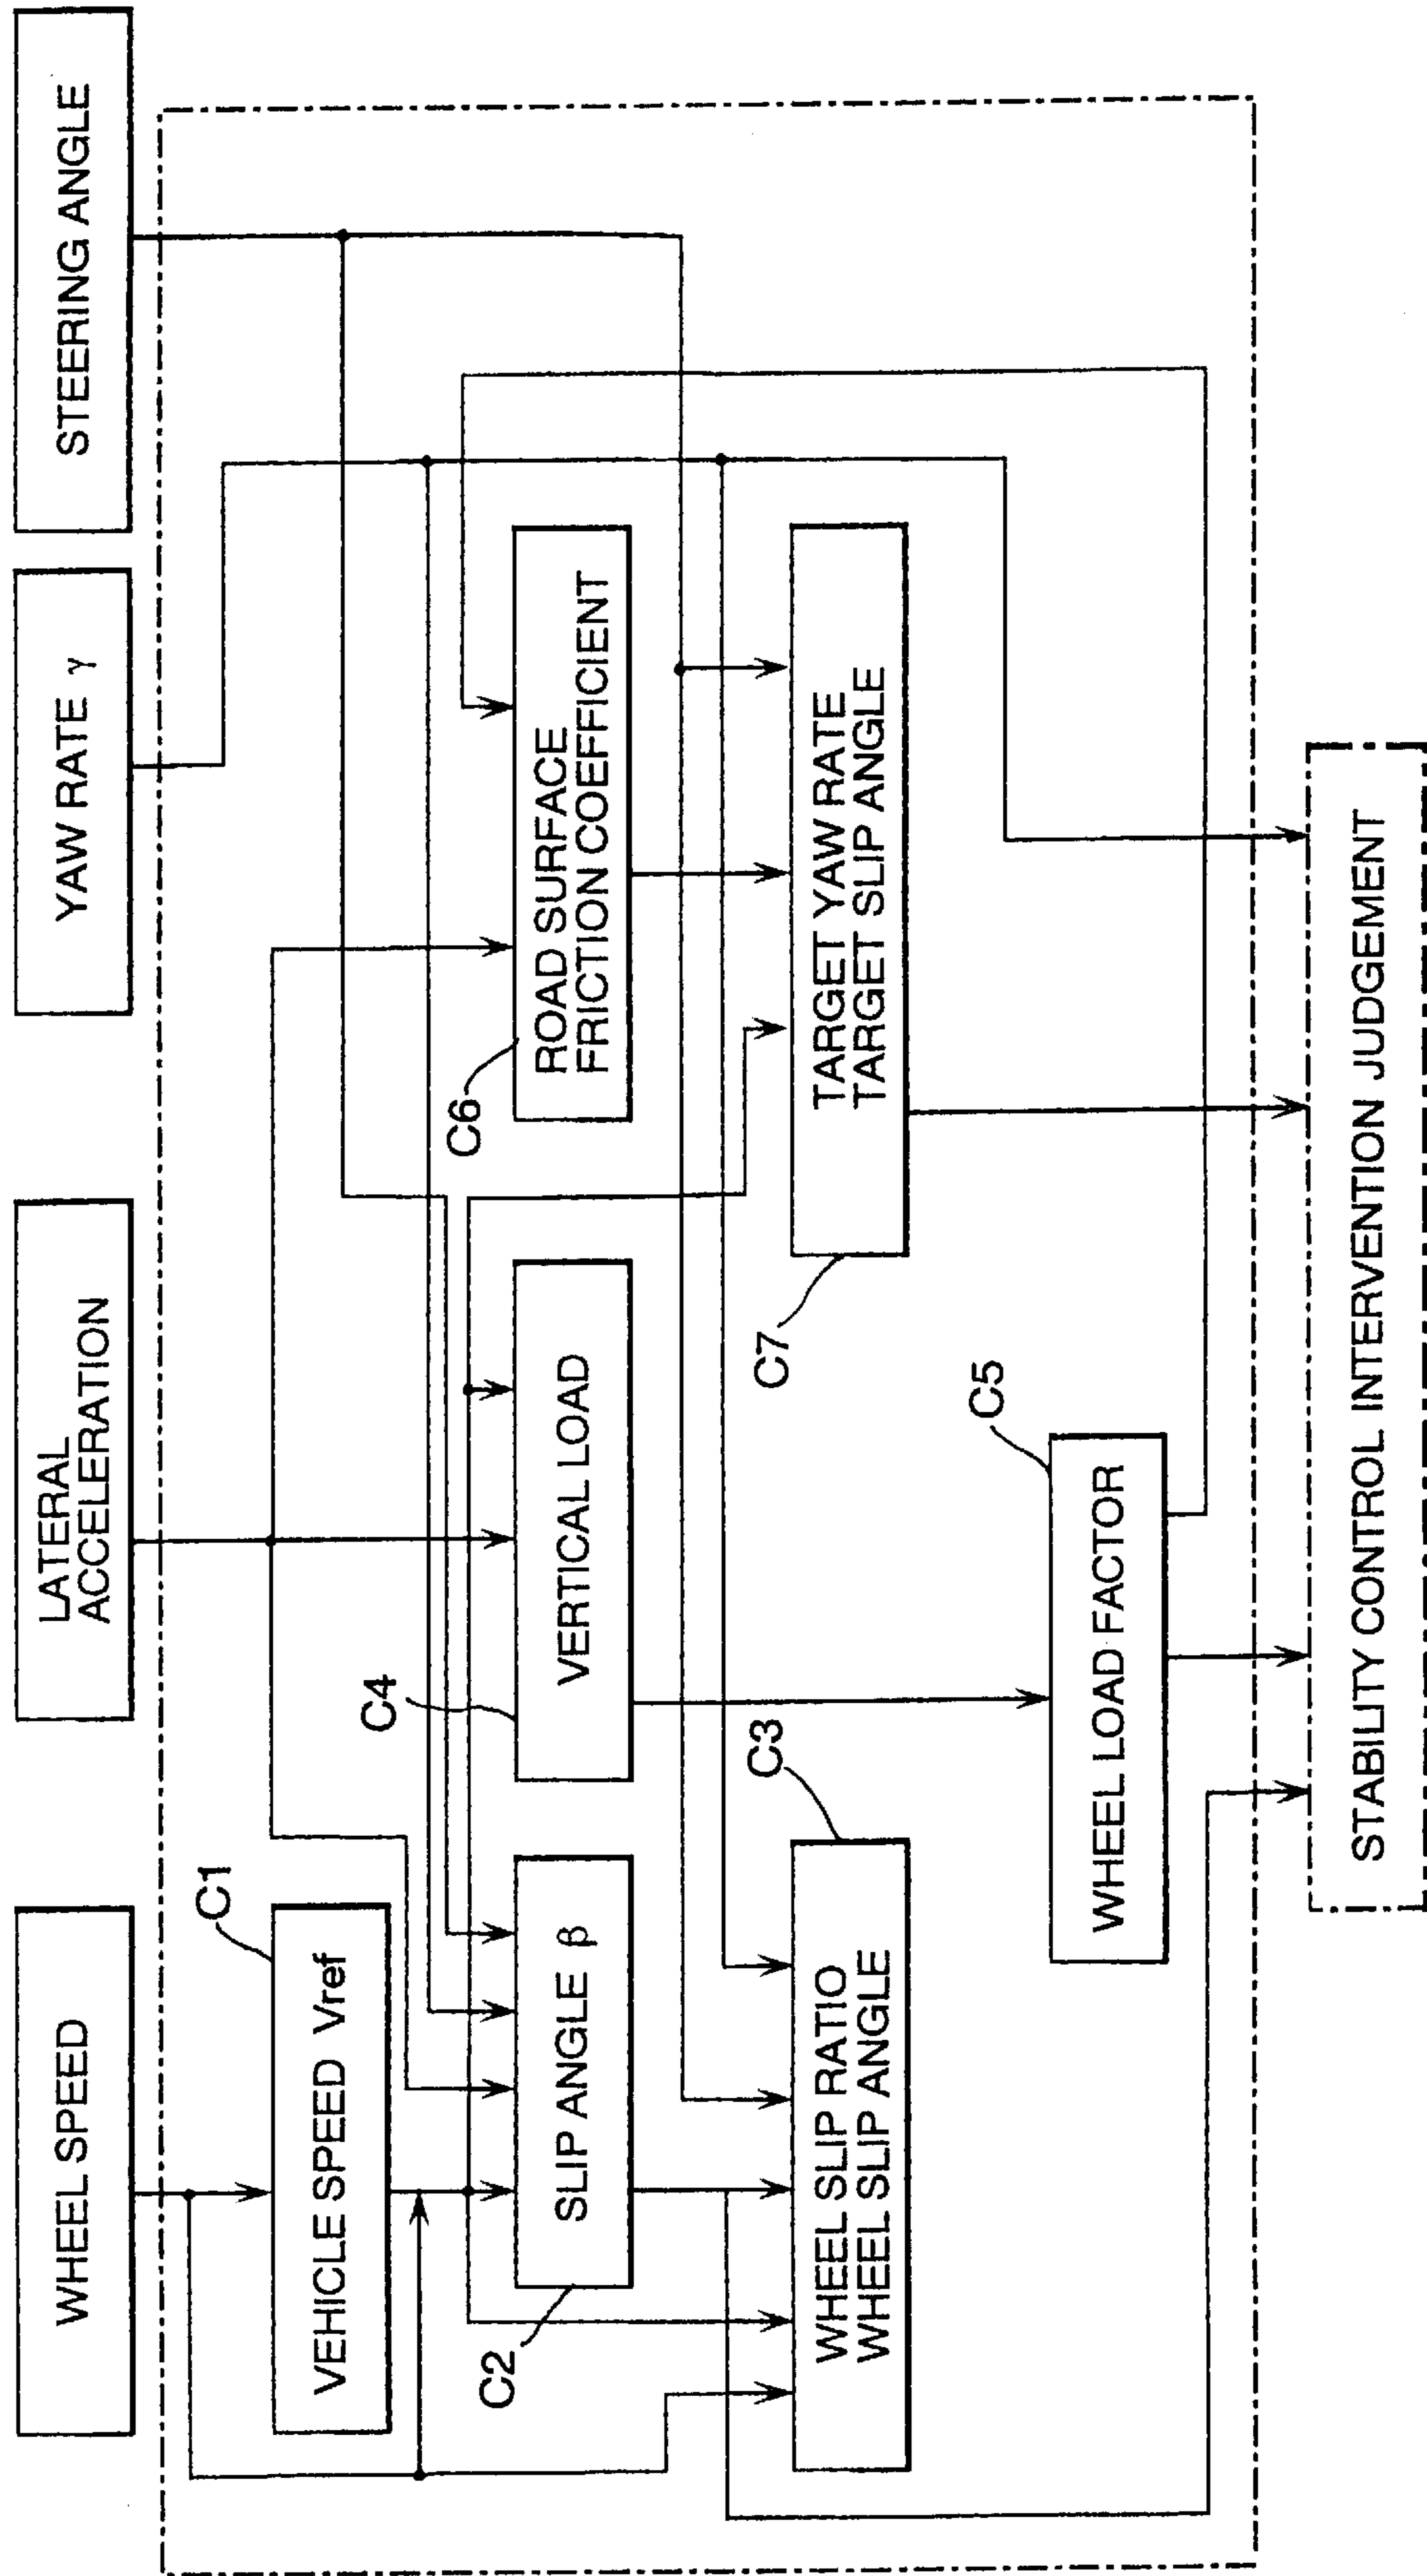 WHEEL SPEED
LATERAL
ACCELERATION
YAW RATE γ
STEERING ANGLE
C1
VEHICLE SPEED Vref
C2
SLIP ANGLE β
C4
VERTICAL LOAD
C6
ROAD SURFACE
FRICTION COEFFICIENT
C3
WHEEL SLIP RATIO
WHEEL SLIP ANGLE
C7
TARGET YAW RATE
TARGET SLIP ANGLE
C5
WHEEL LOAD FACTOR
STABILITY CONTROL INTERVENTION JUDGEMENT